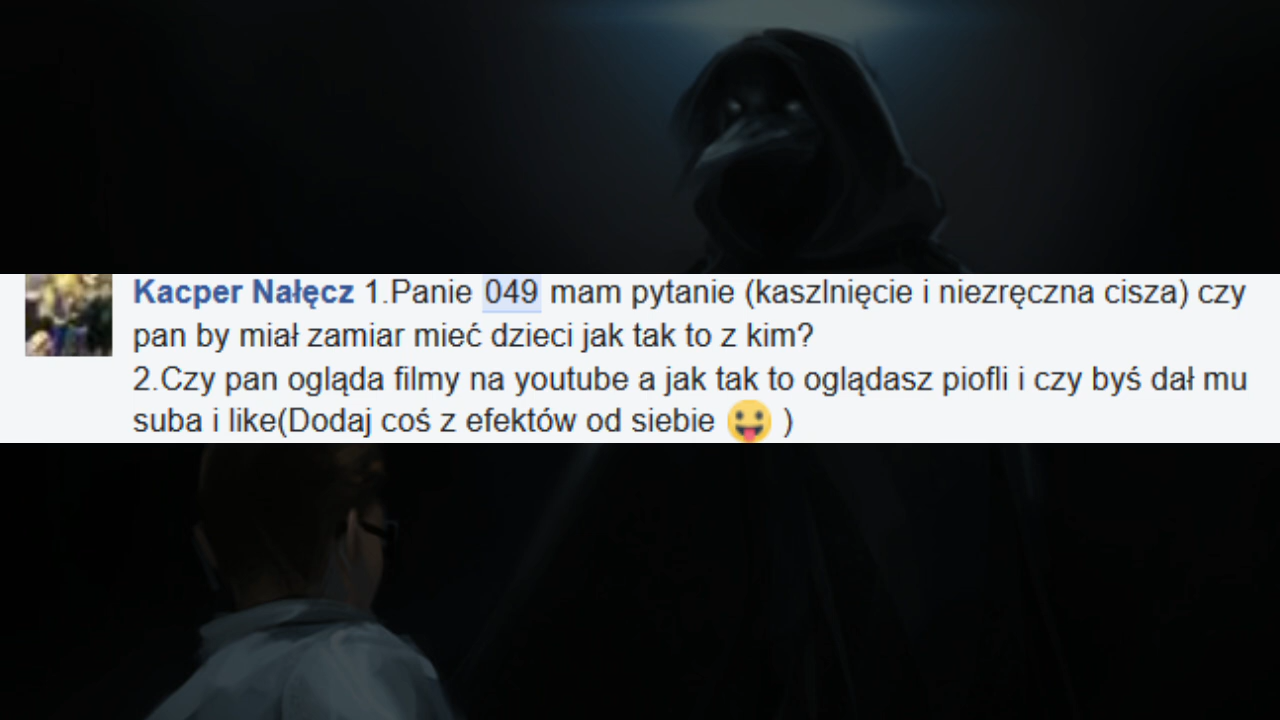 Kacper Nałęcz 1.Panie 049 mam pytanie (kaszlnięcie i niezręczna cisza) czy
pan by miał zamiar mieć dzieci jak tak to z kim?
2.Czy pan ogląda filmy na youtube a jak tak to oglądasz piofli i czy byś dał mu
suba i like(Dodaj coś z efektów od siebie 😛 )